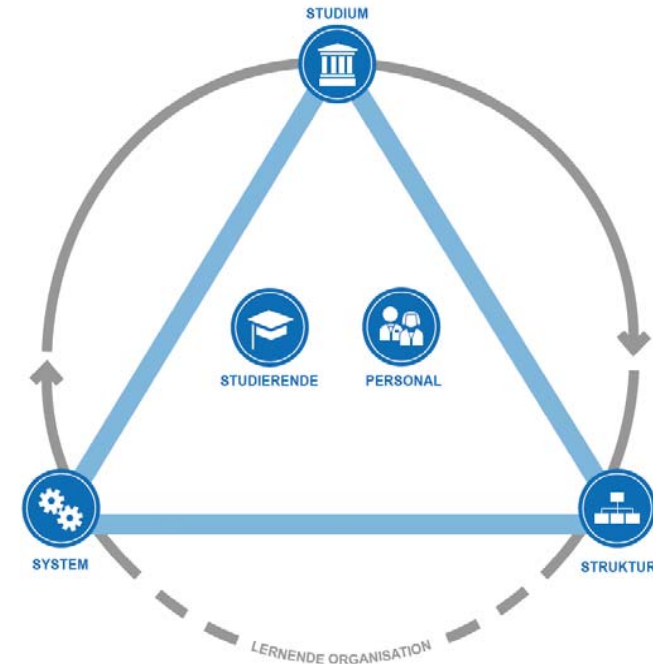 STUDIUM
STUDIERENDE
PERSONAL
SYSTEM
STRUKTUR
LERNENDE ORGANISATION